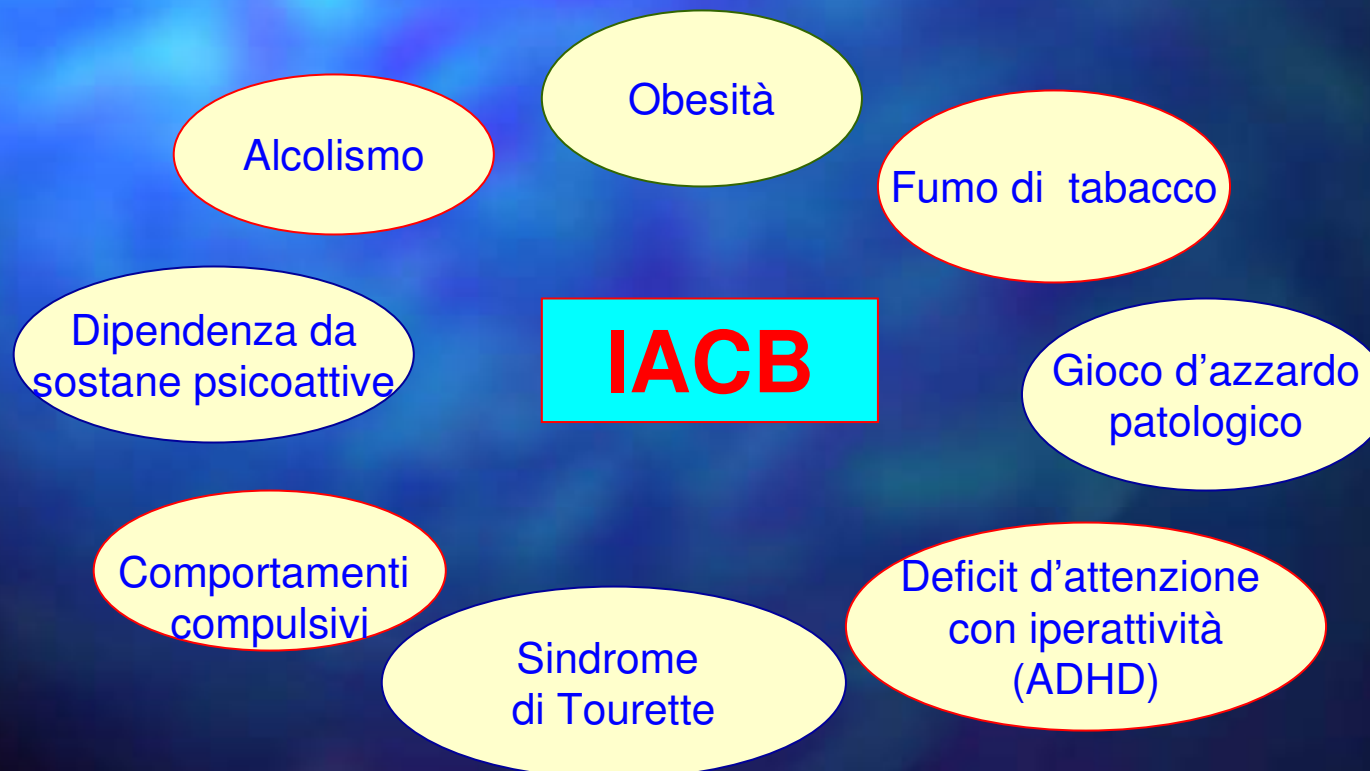 Obesità
Alcolismo
Fumo di tabacco
Dipendenza da
sostane psicoattive
IACB
Gioco d'azzardo
patologico
Comportamenti
compulsivi
Deficit d'attenzione
con iperattività
(ADHD)
Sindrome
di Tourette